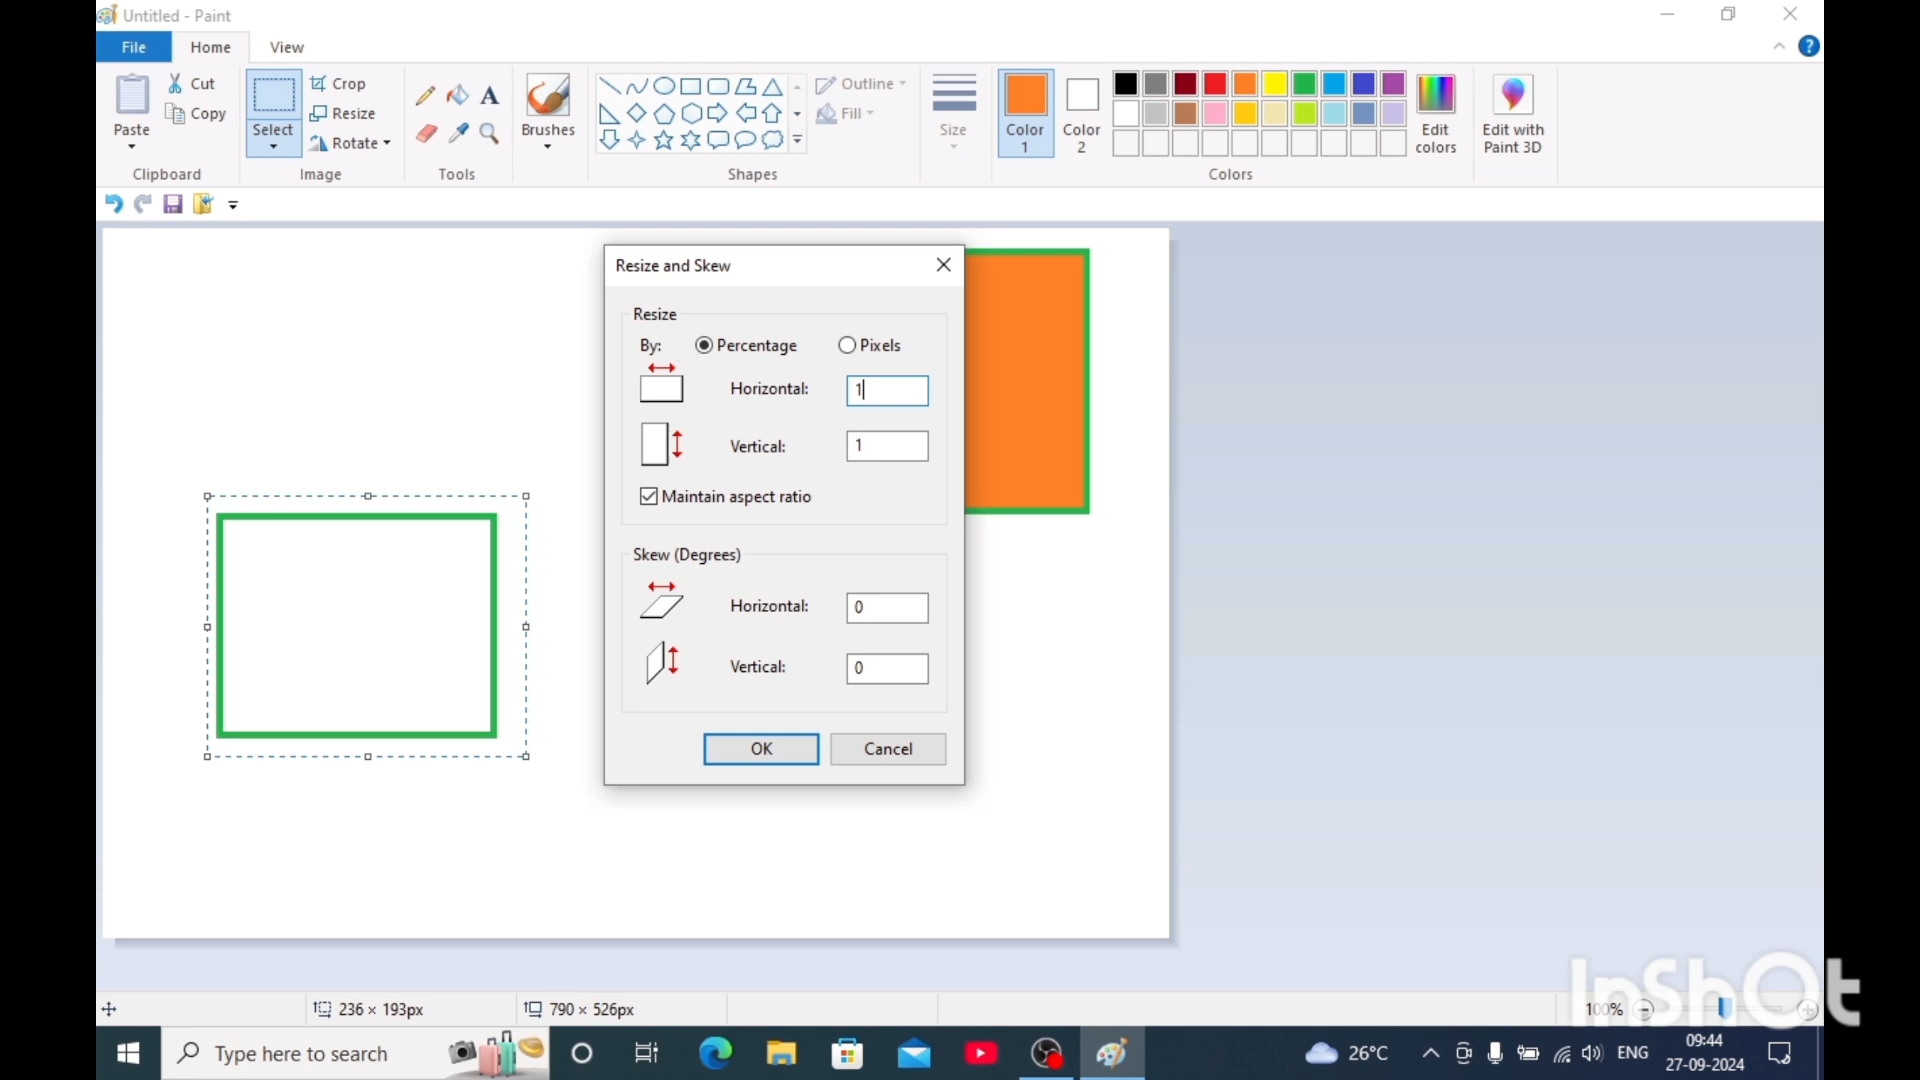 Untitled - Paint
File Home View
Paste
Cut
Copy
Clipboard
Select
Crop
Resize
Rotate
Image
A
Tools
Brushes
Shapes
Outline
Fill
Size
Color 1
Color 2
Colors
Edit colors
Edit with Paint 3D
?
Resize and Skew
Resize
By: Percentage Pixels
Horizontal: 1
Vertical: 1
Maintain aspect ratio
Skew (Degrees)
Horizontal: 0
Vertical: 0
OK Cancel
236 × 193px 790 × 526px 100%
InShOt
Type here to search
26°C ENG
09:44
27-09-2024